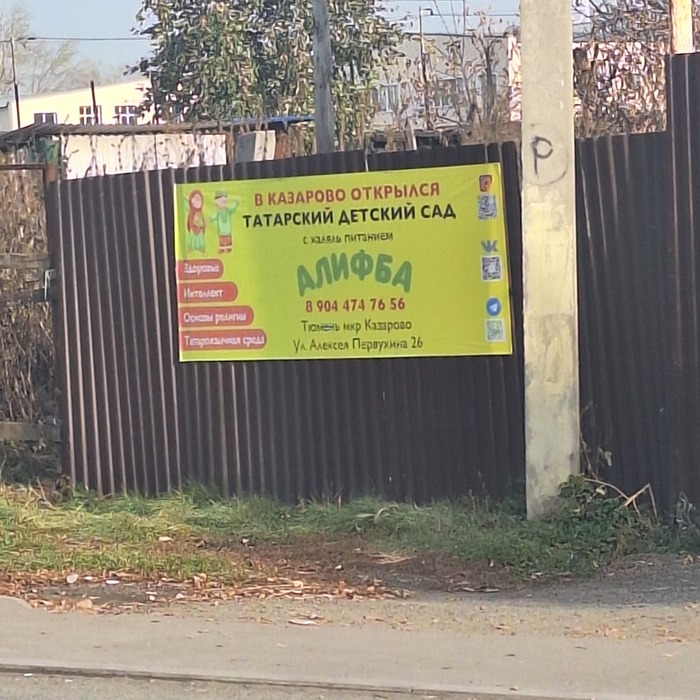 В КАЗАРОВО ОТКРЫЛСЯ
ТАТАРСКИЙ ДЕТСКИЙ САД
с халяль питанием
АЛИФБА
8 904 474 76 56
Тюмень мкр Казарово
Ул. Алексея Первухина 26
Здоровье
Интеллект
Основы религии
Татароязычная среда
Р